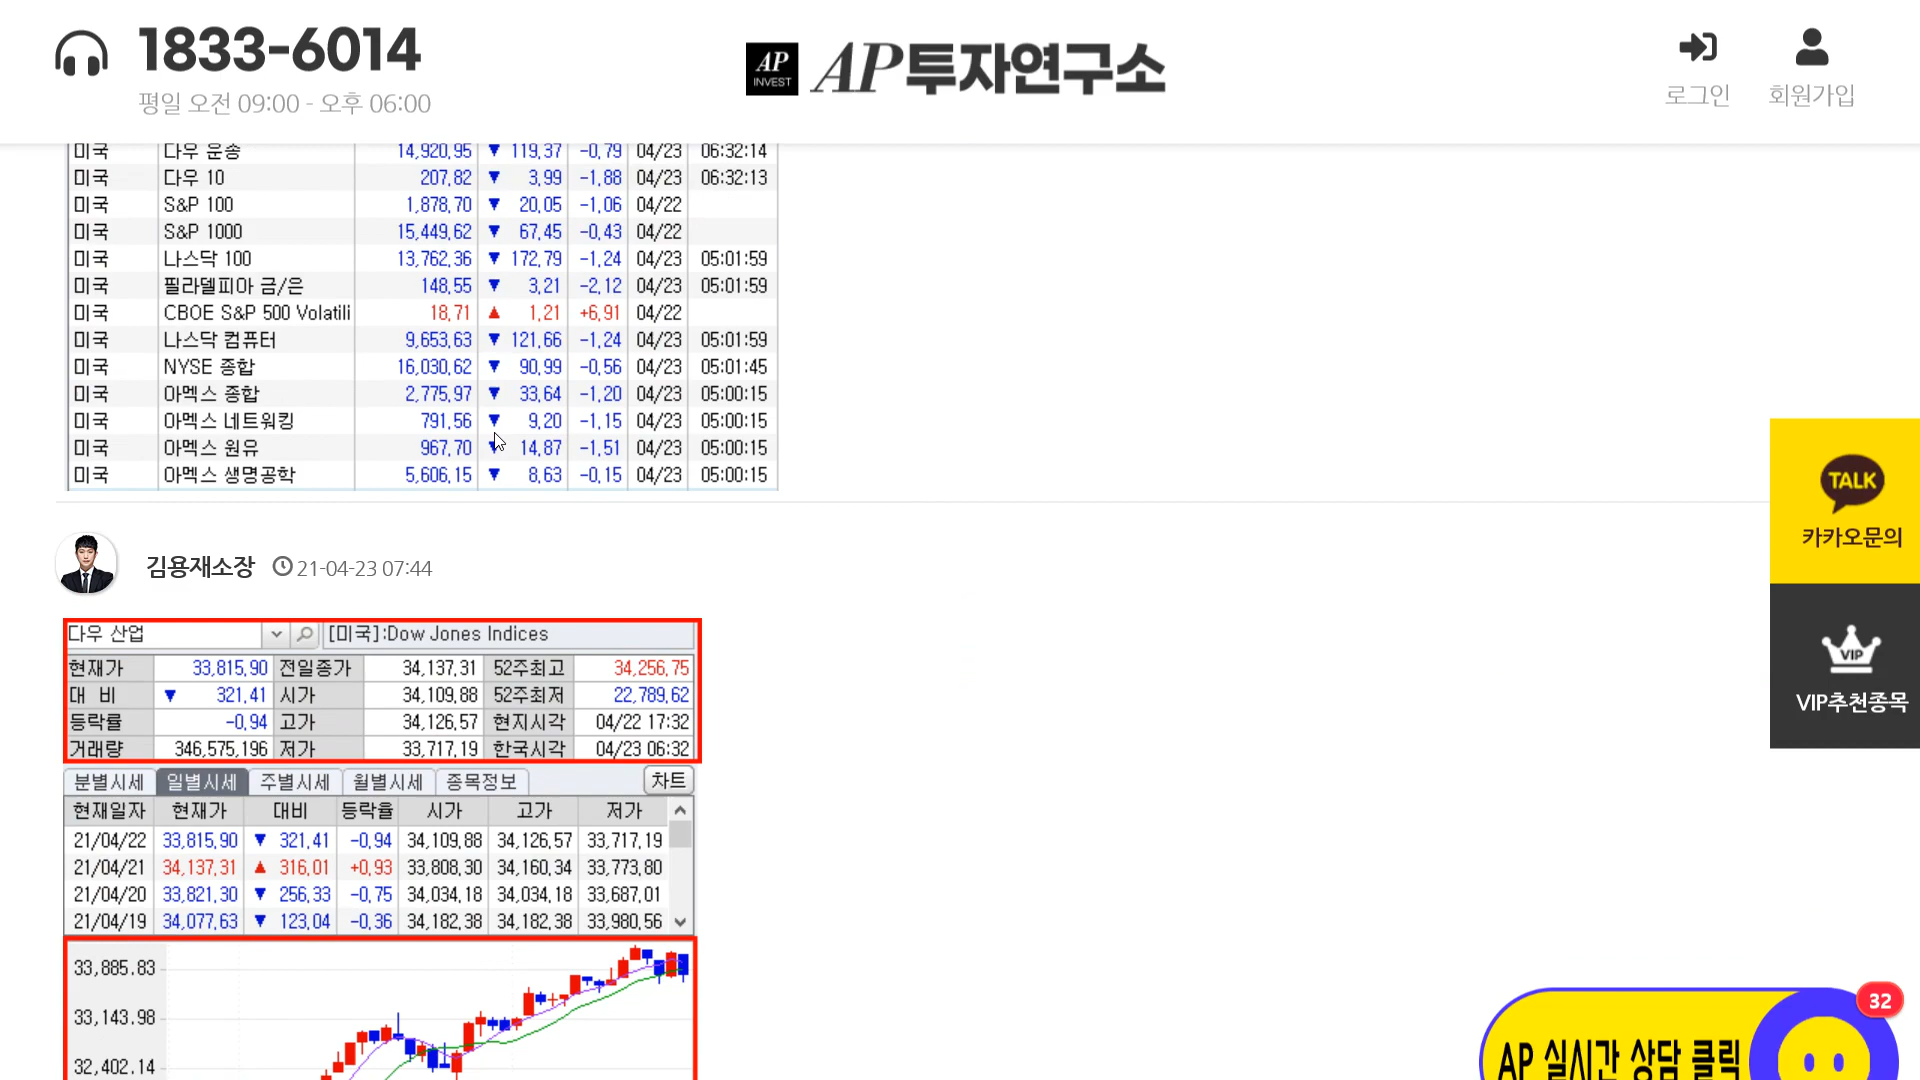 1833-6014
평일 오전 09:00 - 오후 06:00
AP INVEST AP투자연구소
로그인 회원가입
미국 다우 운송 14,920,95 ▼ 119,37 -0,79 04/23 06:32:14
미국 다우 10 207,82 ▼ 3,99 -1,88 04/23 06:32:13
미국 S&P 100 1,878,70 ▼ 20,05 -1,06 04/22
미국 S&P 1000 15,449,62 ▼ 67,45 -0,43 04/22
미국 나스닥 100 13,762,36 ▼ 172,79 -1,24 04/23 05:01:59
미국 필라델피아 금/은 148,55 ▼ 3,21 -2,12 04/23 05:01:59
미국 CBOE S&P 500 Volatili 18,71 ▲ 1,21 +6,91 04/22
미국 나스닥 컴퓨터 9,653,63 ▼ 121,66 -1,24 04/23 05:01:59
미국 NYSE 종합 16,030,62 ▼ 90,99 -0,56 04/23 05:01:45
미국 아멕스 종합 2,775,97 ▼ 33,64 -1,20 04/23 05:00:15
미국 아멕스 네트워킹 791,56 ▼ 9,20 -1,15 04/23 05:00:15
미국 아멕스 원유 967,70 ▼ 14,87 -1,51 04/23 05:00:15
미국 아멕스 생명공학 5,606,15 ▼ 8,63 -0,15 04/23 05:00:15
TALK
카카오문의
VIP
VIP추천종목
김용재소장 21-04-23 07:44
다우 산업 [미국]:Dow Jones Indices
현재가 33,815,90 전일종가 34,137,31 52주최고 34,256,75
대 비 ▼ 321,41 시가 34,109,88 52주최저 22,789,62
등락률 -0,94 고가 34,126,57 현지시각 04/22 17:32
거래량 346,575,196 저가 33,717,19 한국시각 04/23 06:32
분별시세 일별시세 주별시세 월별시세 종목정보 차트
현재일자 현재가 대비 등락율 시가 고가 저가
21/04/22 33,815,90 ▼ 321,41 -0,94 34,109,88 34,126,57 33,717,19
21/04/21 34,137,31 ▲ 316,01 +0,93 33,808,30 34,160,34 33,773,80
21/04/20 33,821,30 ▼ 256,33 -0,75 34,034,18 34,034,18 33,687,01
21/04/19 34,077,63 ▼ 123,04 -0,36 34,182,38 34,182,38 33,980,56
33,885.83
33,143.98
32,402.14
32
AP 실시간 상담 클릭